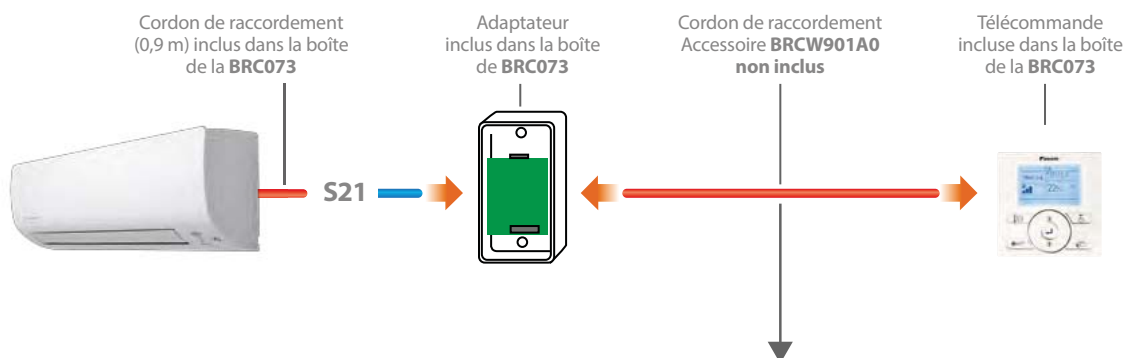 Cordon de raccordement
(0,9 m) inclus dans la boîte
de la BRC073
Adaptateur
inclus dans la boîte
de BRC073
Cordon de raccordement
Accessoire BRCW901A0
non inclus
Télécommande
incluse dans la boîte
de la BRC073
S21